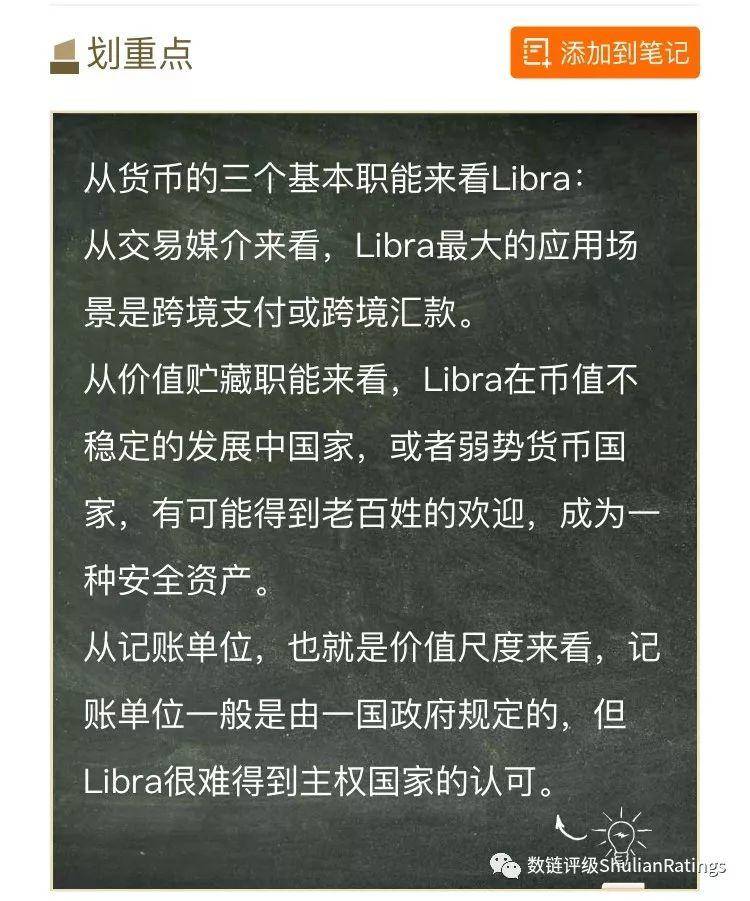 划重点
添加到笔记
从货币的三个基本职能来看Libra：
从交易媒介来看，Libra最大的应用场
景是跨境支付或跨境汇款。
从价值贮藏职能来看，Libra在币值不
稳定的发展中国家，或者弱势货币国
家，有可能得到老百姓的欢迎，成为一
种安全资产。
从记账单位，也就是价值尺度来看，记
账单位一般是由一国政府规定的，但
Libra很难得到主权国家的认可。
数链评级ShulianRatings